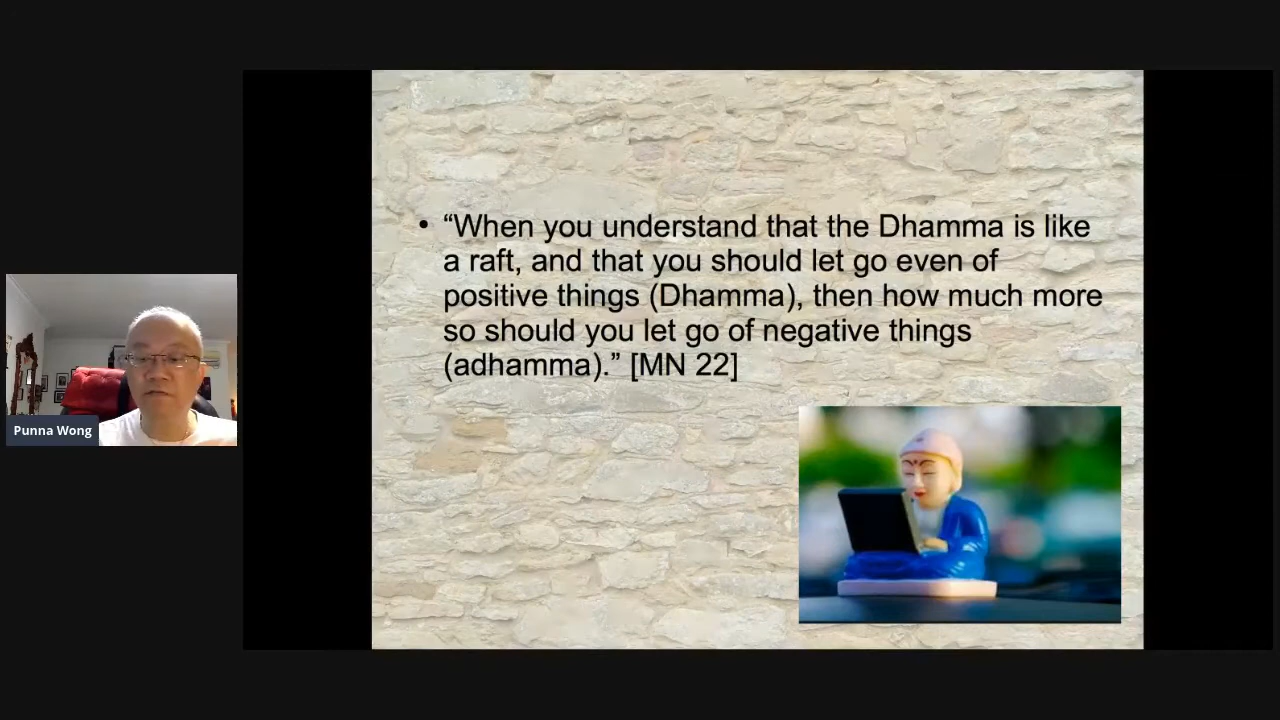 • “When you understand that the Dhamma is like
a raft, and that you should let go even of
positive things (Dhamma), then how much more
so should you let go of negative things
(adhamma).” [MN 22]
Punna Wong